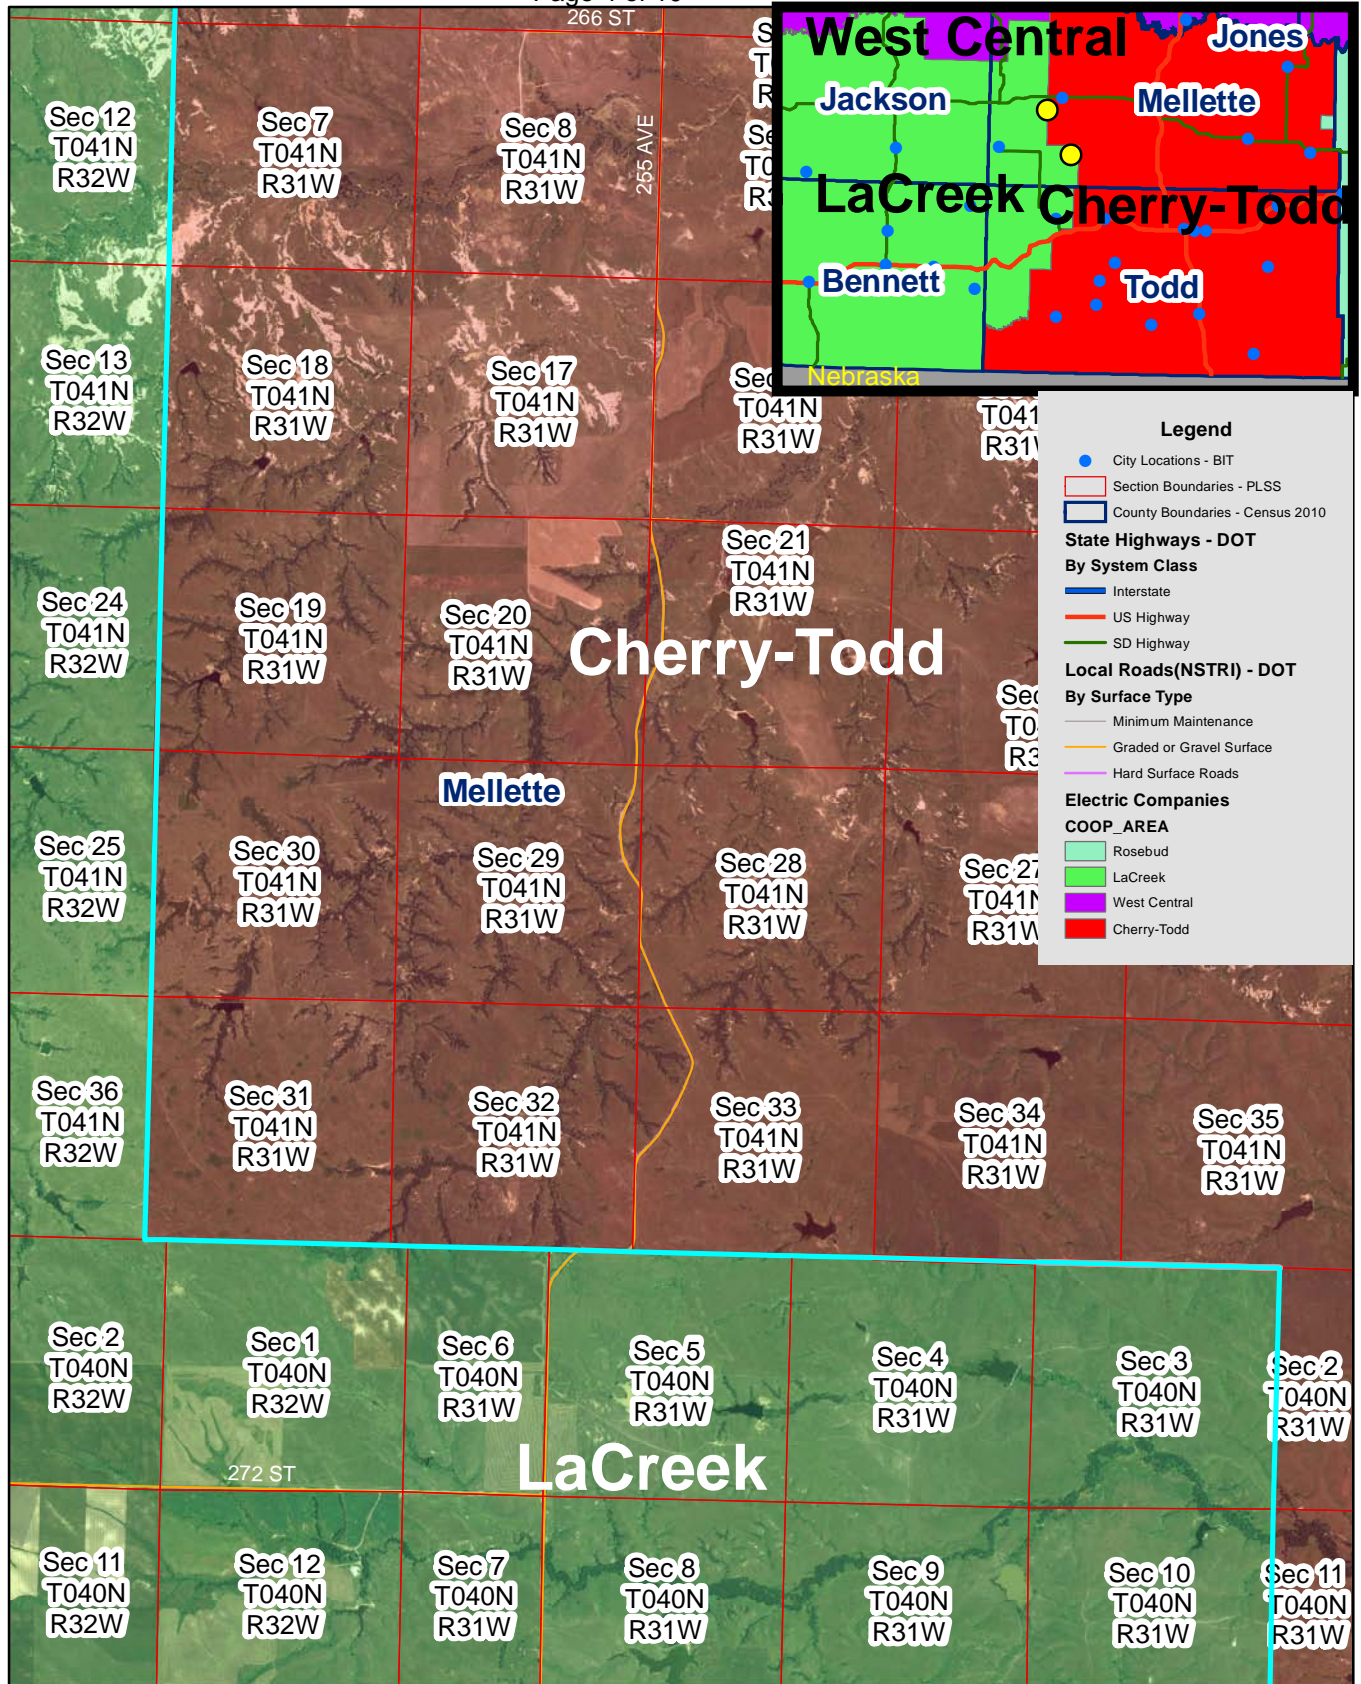 266 ST
255 AVE
Sec 12
T041N
R32W
Sec 7
T041N
R31W
Sec 8
T041N
R31W
West Central
Jones
Jackson
Mellette
LaCreek
Cherry-Todd
Bennett
Todd
Nebraska
Sec 13
T041N
R32W
Sec 18
T041N
R31W
Sec 17
T041N
R31W
Sec
T041N
R31W
T041
Legend
City Locations - BIT
Section Boundaries - PLSS
County Boundaries - Census 2010
State Highways - DOT
By System Class
Interstate
US Highway
SD Highway
Local Roads(NSTRI) - DOT
By Surface Type
Minimum Maintenance
Graded or Gravel Surface
Hard Surface Roads
Electric Companies
COOP_AREA
Rosebud
LaCreek
West Central
Cherry-Todd
Sec 24
T041N
R32W
Sec 19
T041N
R31W
Sec 20
T041N
R31W
Sec 21
T041N
R31W
Cherry-Todd
Mellette
Sec 25
T041N
R32W
Sec 30
T041N
R31W
Sec 29
T041N
R31W
Sec 28
T041N
R31W
Sec 27
T041N
R31W
Sec 36
T041N
R32W
Sec 31
T041N
R31W
Sec 32
T041N
R31W
Sec 33
T041N
R31W
Sec 34
T041N
R31W
Sec 35
T041N
R31W
Sec 2
T040N
R32W
Sec 1
T040N
R32W
Sec 6
T040N
R31W
Sec 5
T040N
R31W
Sec 4
T040N
R31W
Sec 3
T040N
R31W
Sec 2
T040N
R31W
LaCreek
272 ST
Sec 11
T040N
R32W
Sec 12
T040N
R32W
Sec 7
T040N
R31W
Sec 8
T040N
R31W
Sec 9
T040N
R31W
Sec 10
T040N
R31W
Sec 11
T040N
R31W